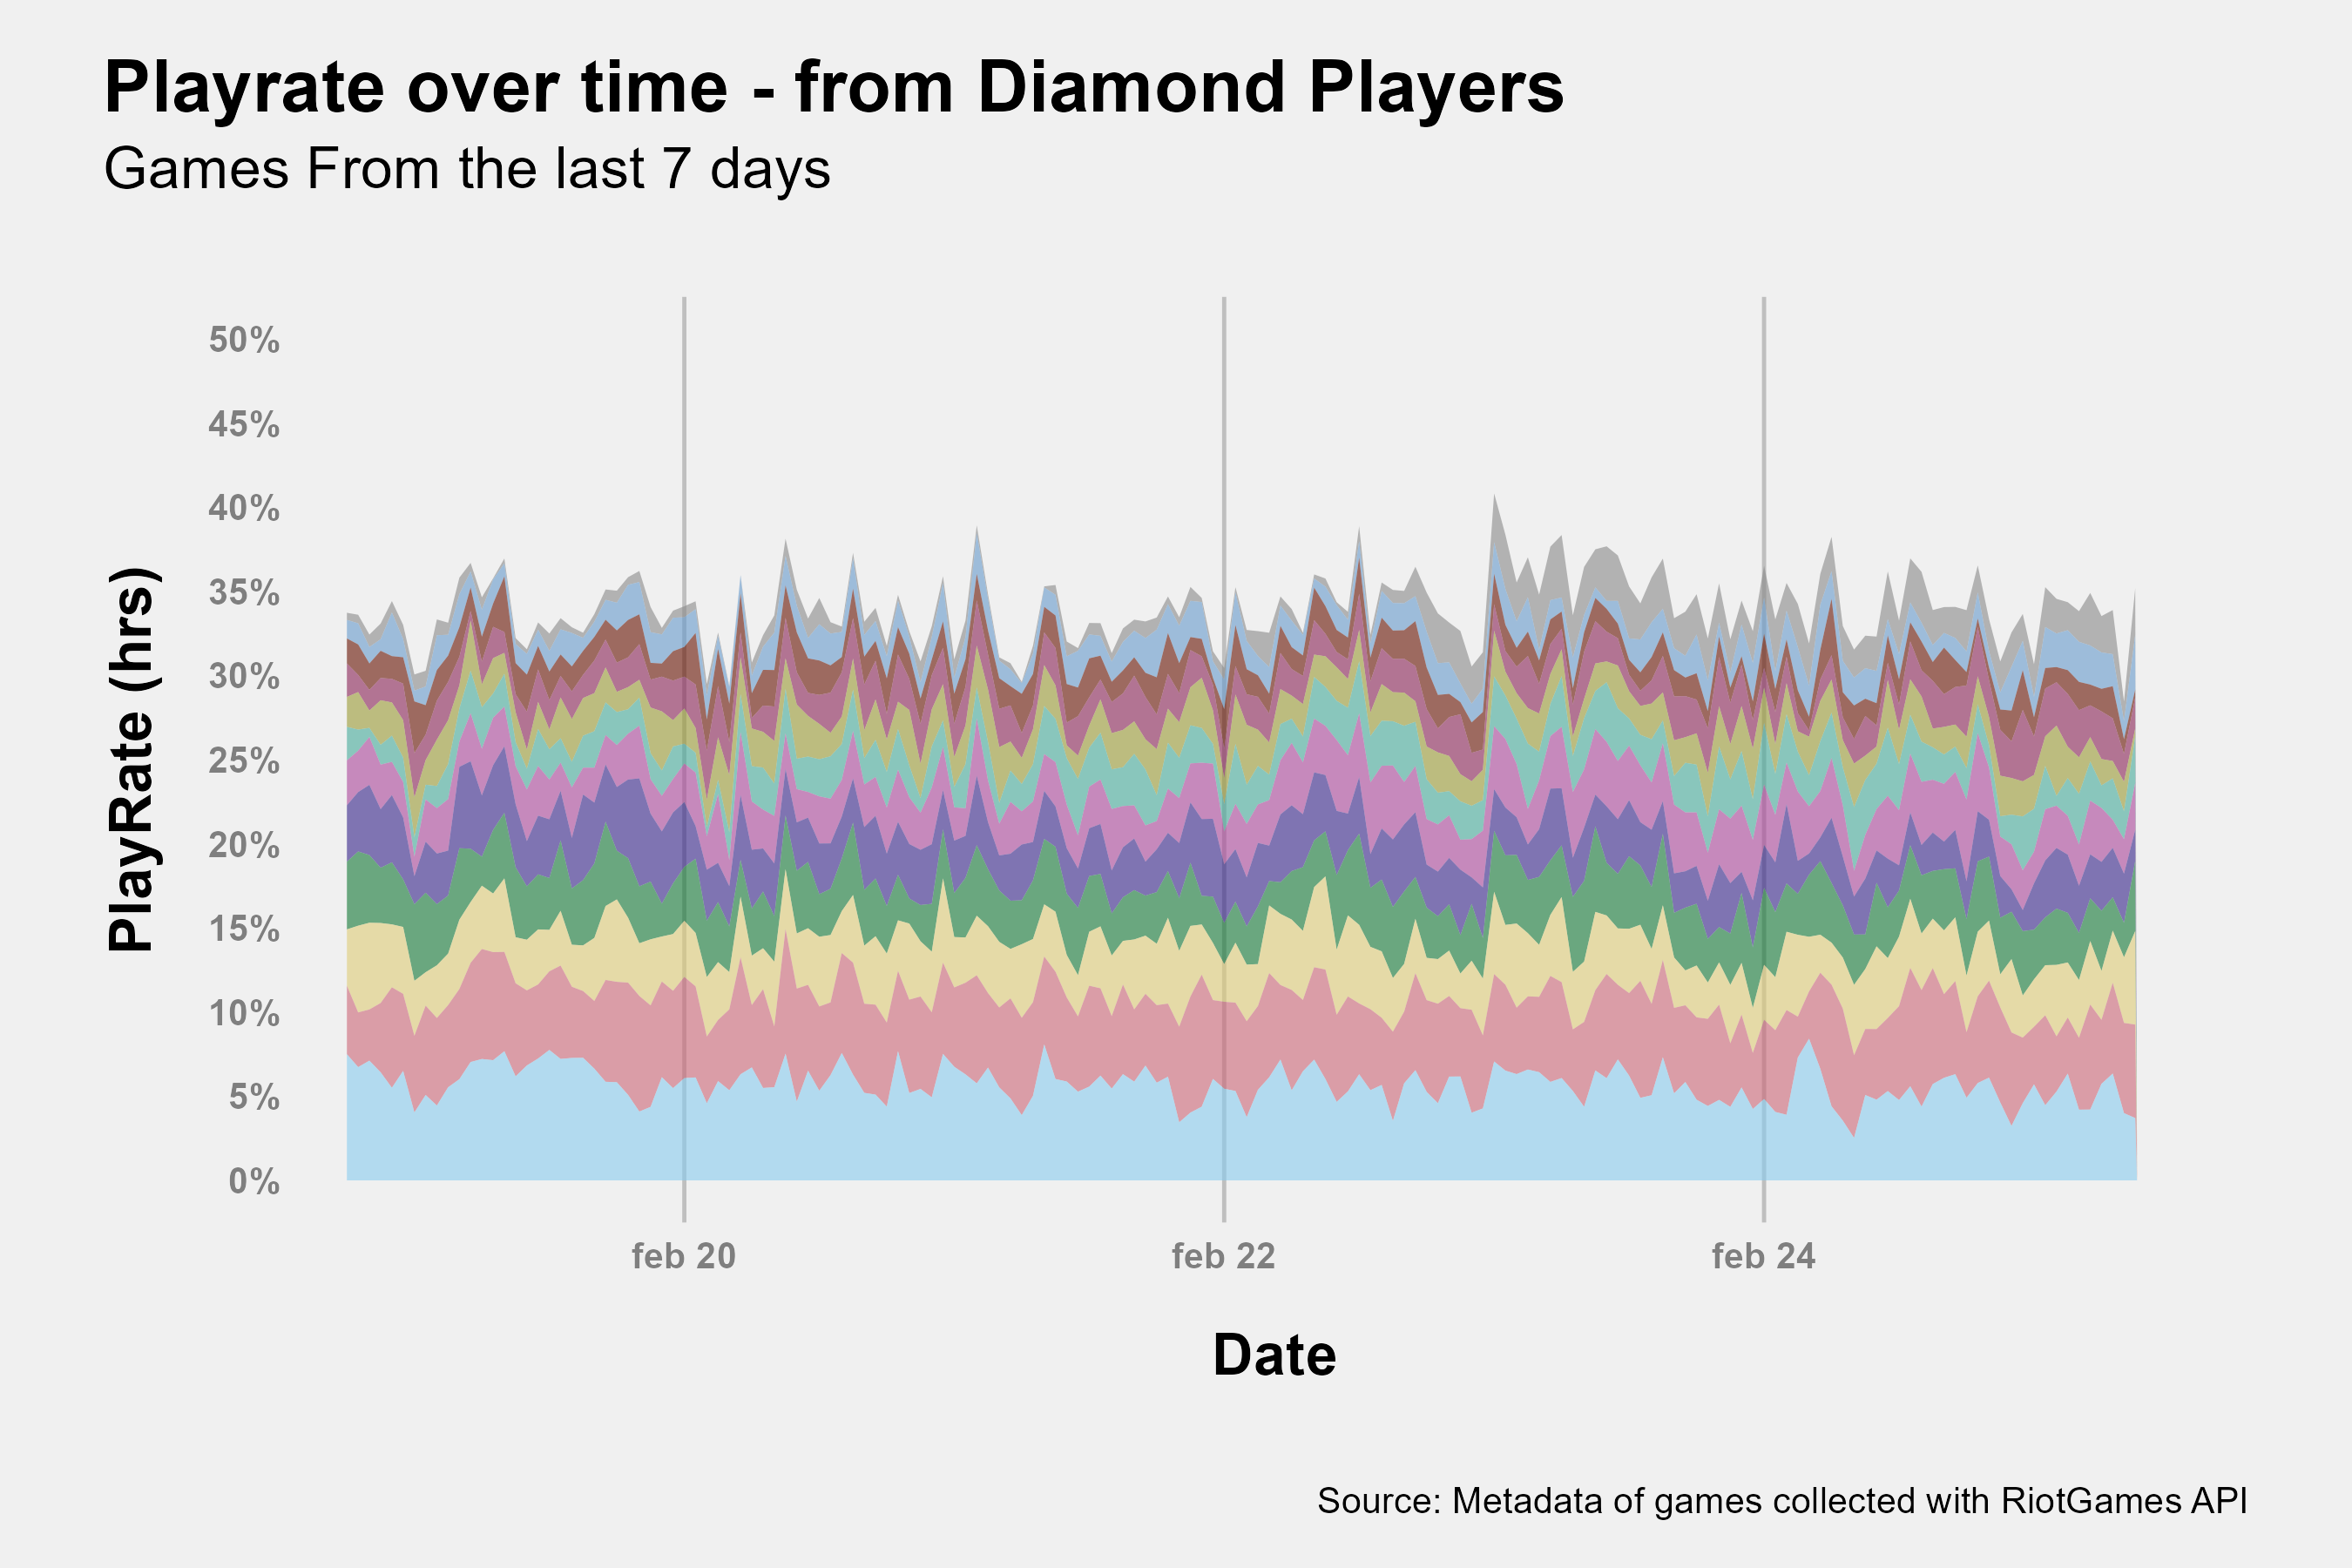 Playrate over time - from Diamond Players
Games From the last 7 days
PlayRate (hrs)
50%
45%
40%
35%
30%
25%
20%
15%
10%
5%
0%
feb 20
feb 22
feb 24
Date
Source: Metadata of games collected with RiotGames API